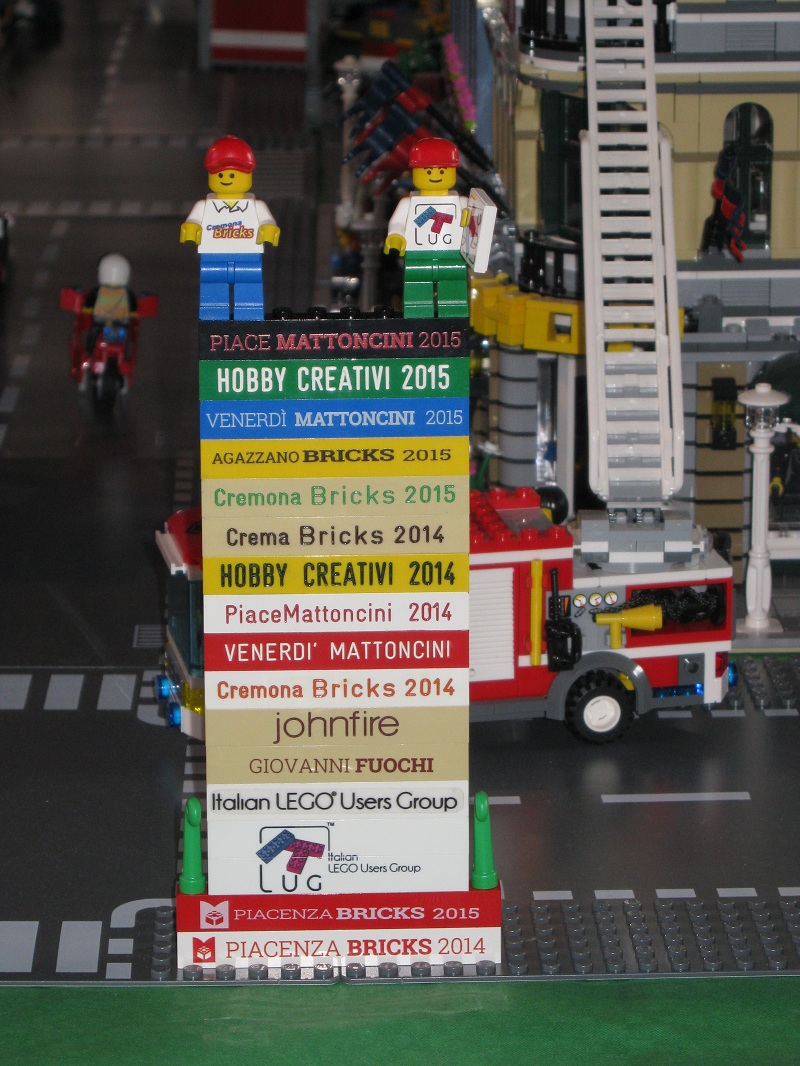 Cremona
Bricks
LUG
PIACE MATTONCINI 2015
HOBBY CREATIVI 2015
VENERDÌ MATTONCINI 2015
AGAZZANO BRICKS 2015
Cremona Bricks 2015
Crema Bricks 2014
HOBBY CREATIVI 2014
PiaceMattoncini 2014
VENERDI' MATTONCINI
Cremona Bricks 2014
johnfire
GIOVANNI FUOCHI
Italian LEGO® Users Group
LUG™
Italian
LEGO Users Group
PIACENZA BRICKS 2015
PIACENZA BRICKS 2014